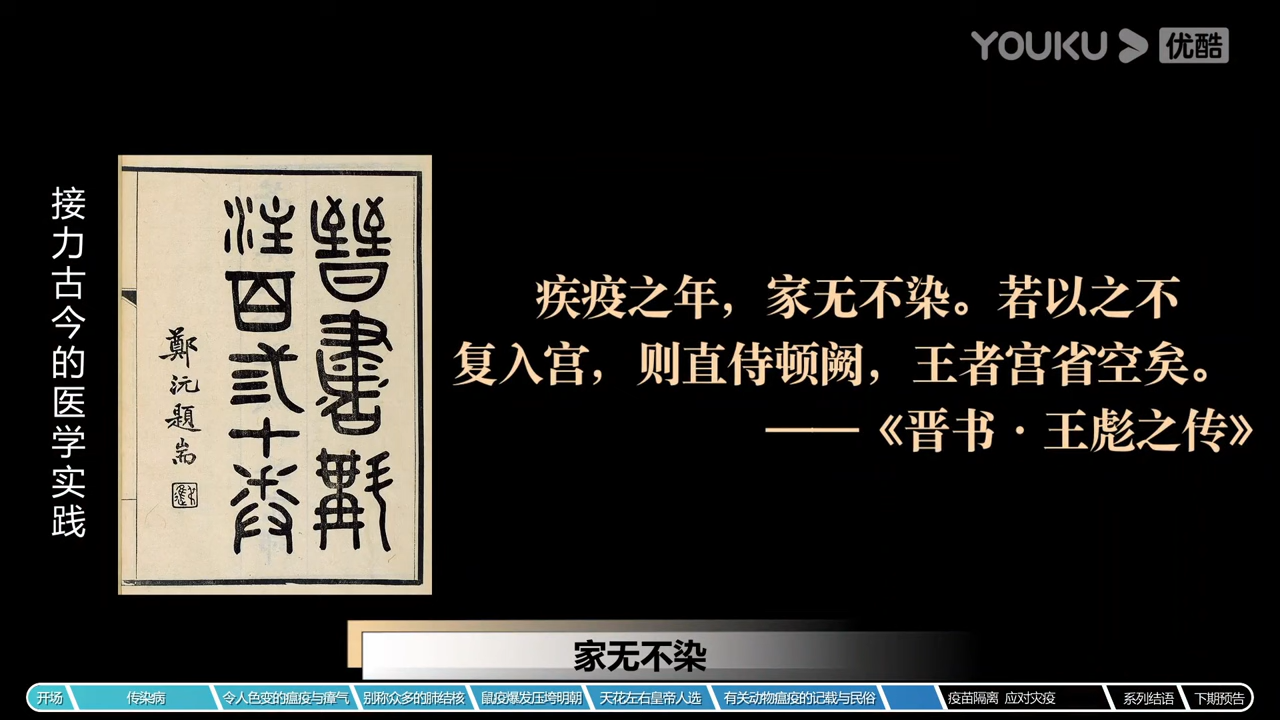 YOUKU 优酷
接力古今的医学实践
晉書斠
注百弐十卷
鄭沅題耑
疾疫之年，家无不染。若以之不
复入宫，则直侍顿阙，王者宫省空矣。
——《晋书·王彪之传》
家无不染
开场 传染病 令人色变的瘟疫与瘴气 别称众多的肺结核 鼠疫爆发压垮明朝 天花左右皇帝人选 有关动物瘟疫的记载与民俗 疫苗隔离 应对灾疫 系列结语 下期预告